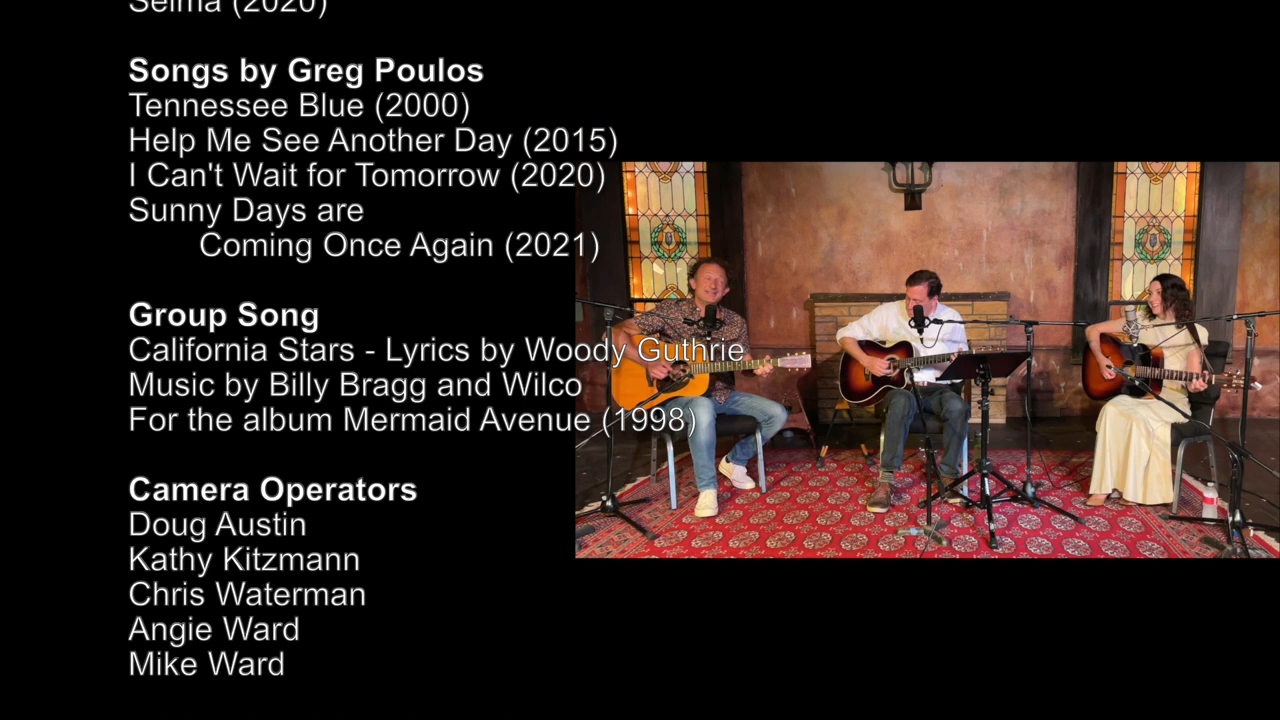 Selma (2020)
Songs by Greg Poulos
Tennessee Blue (2000)
Help Me See Another Day (2015)
I Can't Wait for Tomorrow (2020)
Sunny Days are
Coming Once Again (2021)
Group Song
California Stars - Lyrics by Woody Guthrie
Music by Billy Bragg and Wilco
For the album Mermaid Avenue (1998)
Camera Operators
Doug Austin
Kathy Kitzmann
Chris Waterman
Angie Ward
Mike Ward